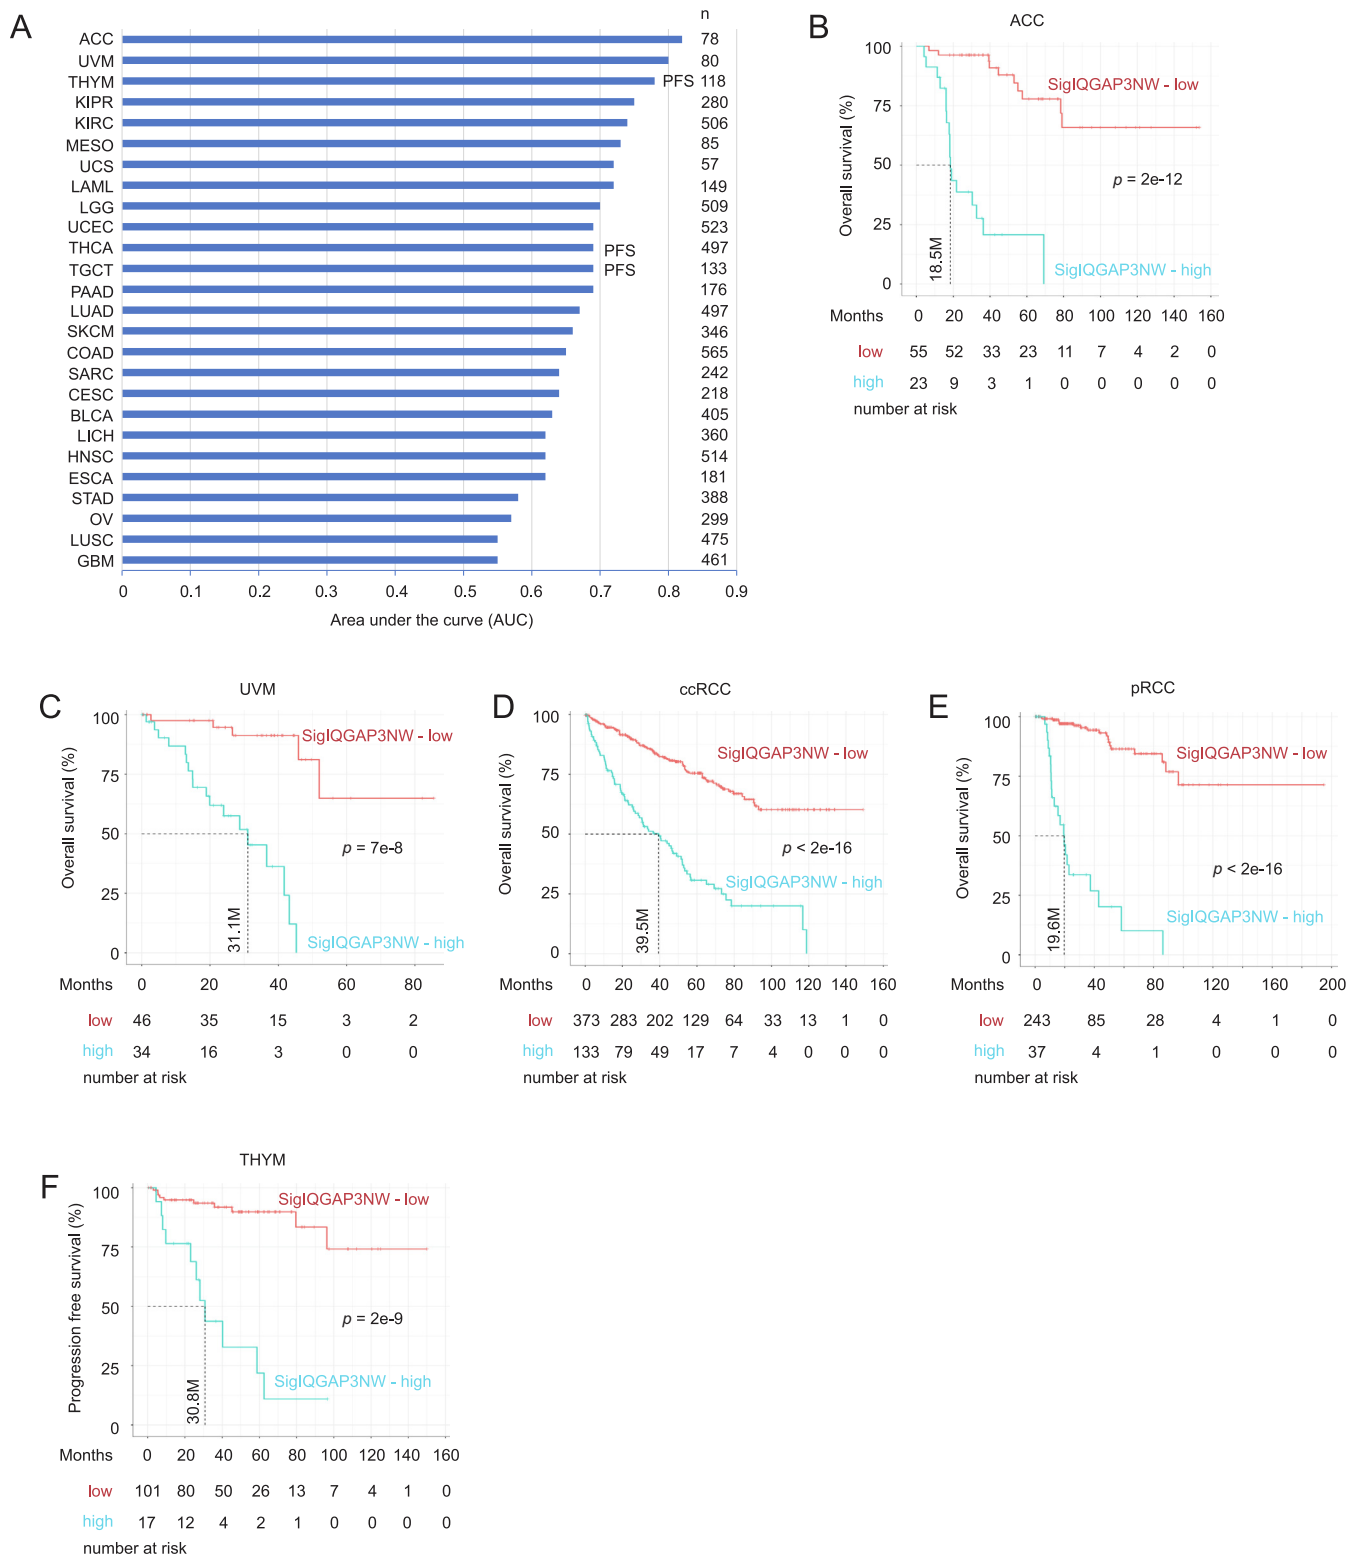 A
n
ACC 78
UVM 80
THYM PFS 118
KIPR 280
KIRC 506
MESO 85
UCS 57
LAML 149
LGG 509
UCEC 523
THCA PFS 497
TGCT PFS 133
PAAD 176
LUAD 497
SKCM 346
COAD 565
SARC 242
CESC 218
BLCA 405
LICH 360
HNSC 514
ESCA 181
STAD 388
OV 299
LUSC 475
GBM 461
0 0.1 0.2 0.3 0.4 0.5 0.6 0.7 0.8 0.9
Area under the curve (AUC)
B
ACC
Overall survival (%)
100
75
50
25
0
SigIQGAP3NW - low
p = 2e-12
SigIQGAP3NW - high
18.5M
Months 0 20 40 60 80 100 120 140 160
low 55 52 33 23 11 7 4 2 0
high 23 9 3 1 0 0 0 0 0
number at risk
C
UVM
Overall survival (%)
100
75
50
25
0
SigIQGAP3NW - low
p = 7e-8
SigIQGAP3NW - high
31.1M
Months 0 20 40 60 80
low 46 35 15 3 2
high 34 16 3 0 0
number at risk
D
ccRCC
Overall survival (%)
100
75
50
25
0
SigIQGAP3NW - low
p < 2e-16
SigIQGAP3NW - high
39.5M
Months 0 20 40 60 80 100 120 140 160
low 373 283 202 129 64 33 13 1 0
high 133 79 49 17 7 4 0 0 0
number at risk
E
pRCC
Overall survival (%)
100
75
50
25
0
SigIQGAP3NW - low
p < 2e-16
SigIQGAP3NW - high
19.6M
Months 0 40 80 120 160 200
low 243 85 28 4 1 0
high 37 4 1 0 0 0
number at risk
F
THYM
Progression free survival (%)
100
75
50
25
0
SigIQGAP3NW - low
p = 2e-9
SigIQGAP3NW - high
30.8M
Months 0 20 40 60 80 100 120 140 160
low 101 80 50 26 13 7 4 1 0
high 17 12 4 2 1 0 0 0 0
number at risk